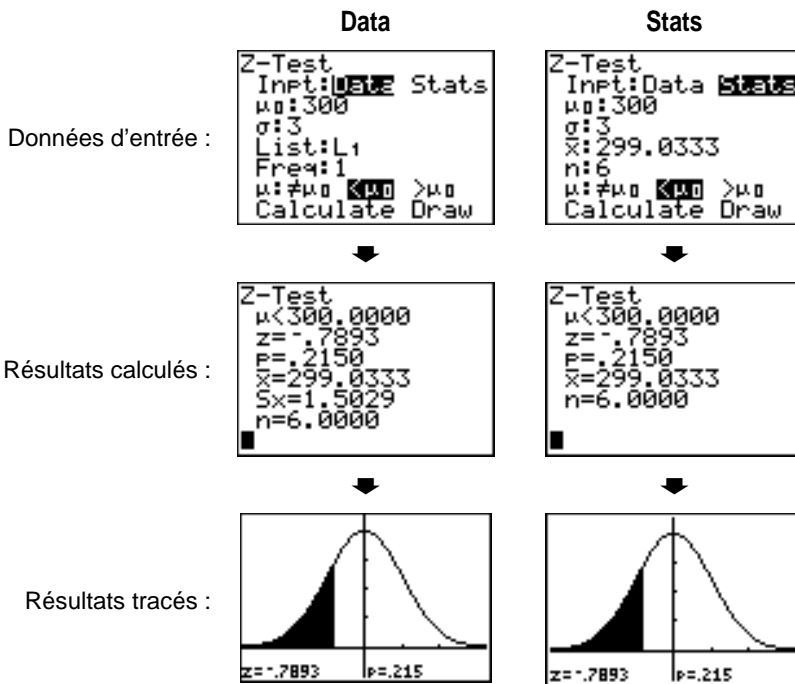 Data
Stats
Données d'entrée :
Z-Test
Inpt:Data Stats
μ0:300
σ:3
List:L1
Freq:1
μ:≠μ0 <μ0 >μ0
Calculate Draw
Z-Test
Inpt:Data Stats
μ0:300
σ:3
x̄:299.0333
n:6
μ:≠μ0 <μ0 >μ0
Calculate Draw
Résultats calculés :
Z-Test
μ<300.0000
z=-.7893
p=.2150
x̄=299.0333
Sx=1.5029
n=6.0000
Z-Test
μ<300.0000
z=-.7893
p=.2150
x̄=299.0333
n=6.0000
Résultats tracés :
z=-.7893 p=.215
z=-.7893 p=.215